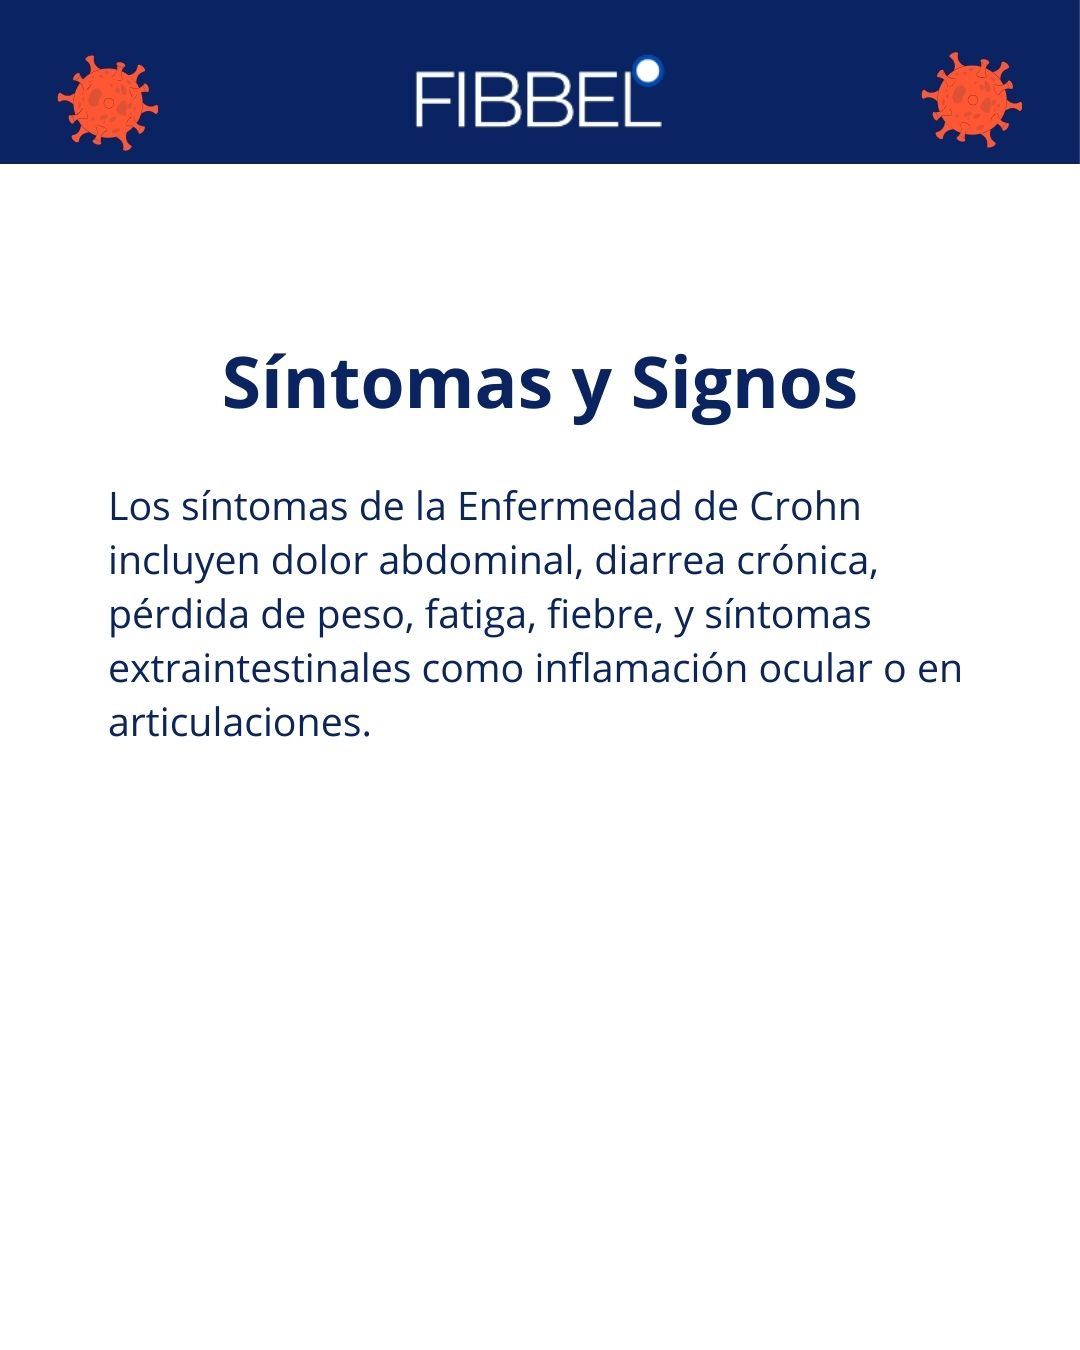 FIBBEL
Síntomas y Signos
Los síntomas de la Enfermedad de Crohn
incluyen dolor abdominal, diarrea crónica,
pérdida de peso, fatiga, fiebre, y síntomas
extraintestinales como inflamación ocular o en
articulaciones.